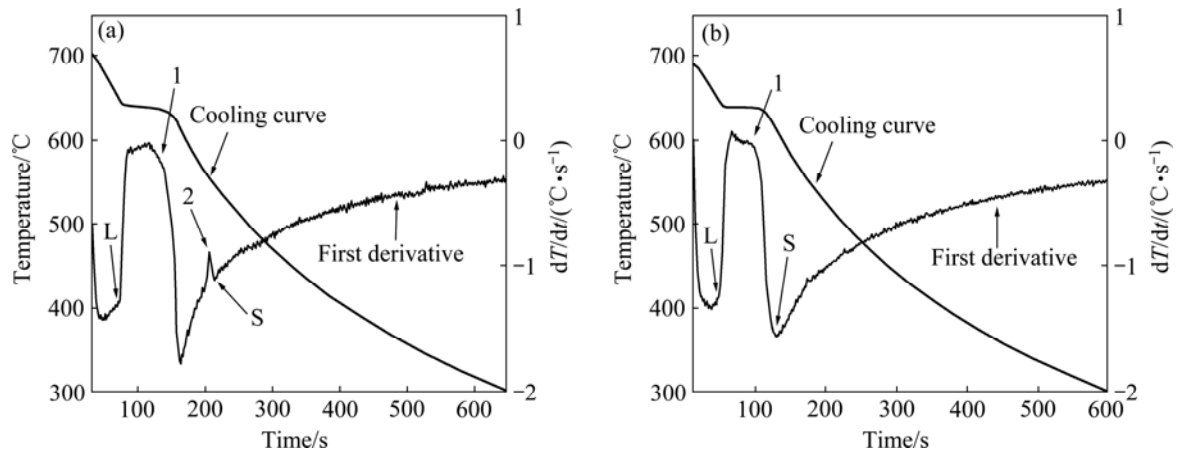 (a)
1
700
1
Cooling curve
Temperature/℃
600
0
dT/dt/(℃•s⁻¹)
2
500
L
First derivative
−1
400
S
300
−2
100 200 300 400 500 600
Time/s
(b)
1
700
1
Cooling curve
Temperature/℃
600
0
dT/dt/(℃•s⁻¹)
500
L
S
First derivative
−1
400
300
−2
100 200 300 400 500 600
Time/s